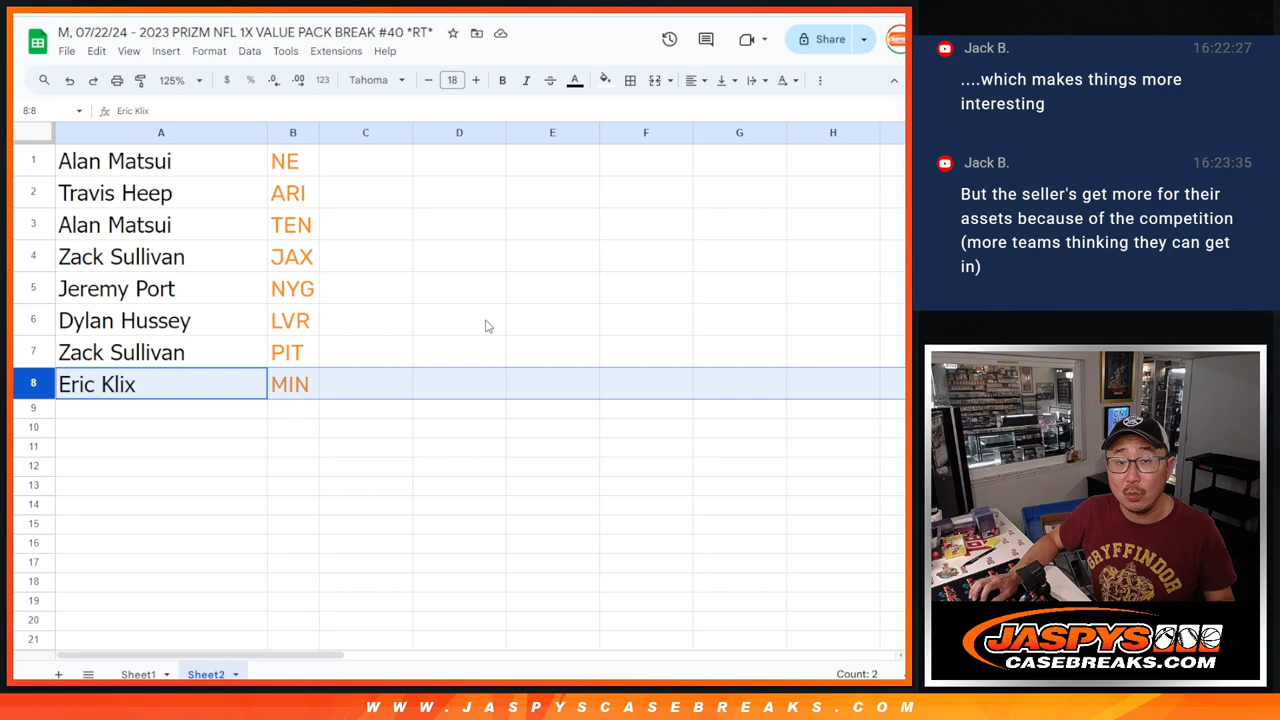 M, 07/22/24 - 2023 PRIZM NFL 1X VALUE PACK BREAK #40 *RT*
File Edit View Insert Format Data Tools Extensions Help
Share
125% $ % .0 .00 123 Tahoma 18 B I A
8:8 fx Eric Klix
A B C D E F G H
1 Alan Matsui NE
2 Travis Heep ARI
3 Alan Matsui TEN
4 Zack Sullivan JAX
5 Jeremy Port NYG
6 Dylan Hussey LVR
7 Zack Sullivan PIT
8 Eric Klix MIN
9
10
11
12
13
14
15
16
17
18
19
20
21
Sheet1 Sheet2 Count: 2
Jack B. 16:22:27
....which makes things more
interesting
Jack B. 16:23:35
But the seller's get more for their
assets because of the competition
(more teams thinking they can get
in)
GRYFFINDOR
JASPYS
CASEBREAKS.COM
WWW.JASPYSCASEBREAKS.COM